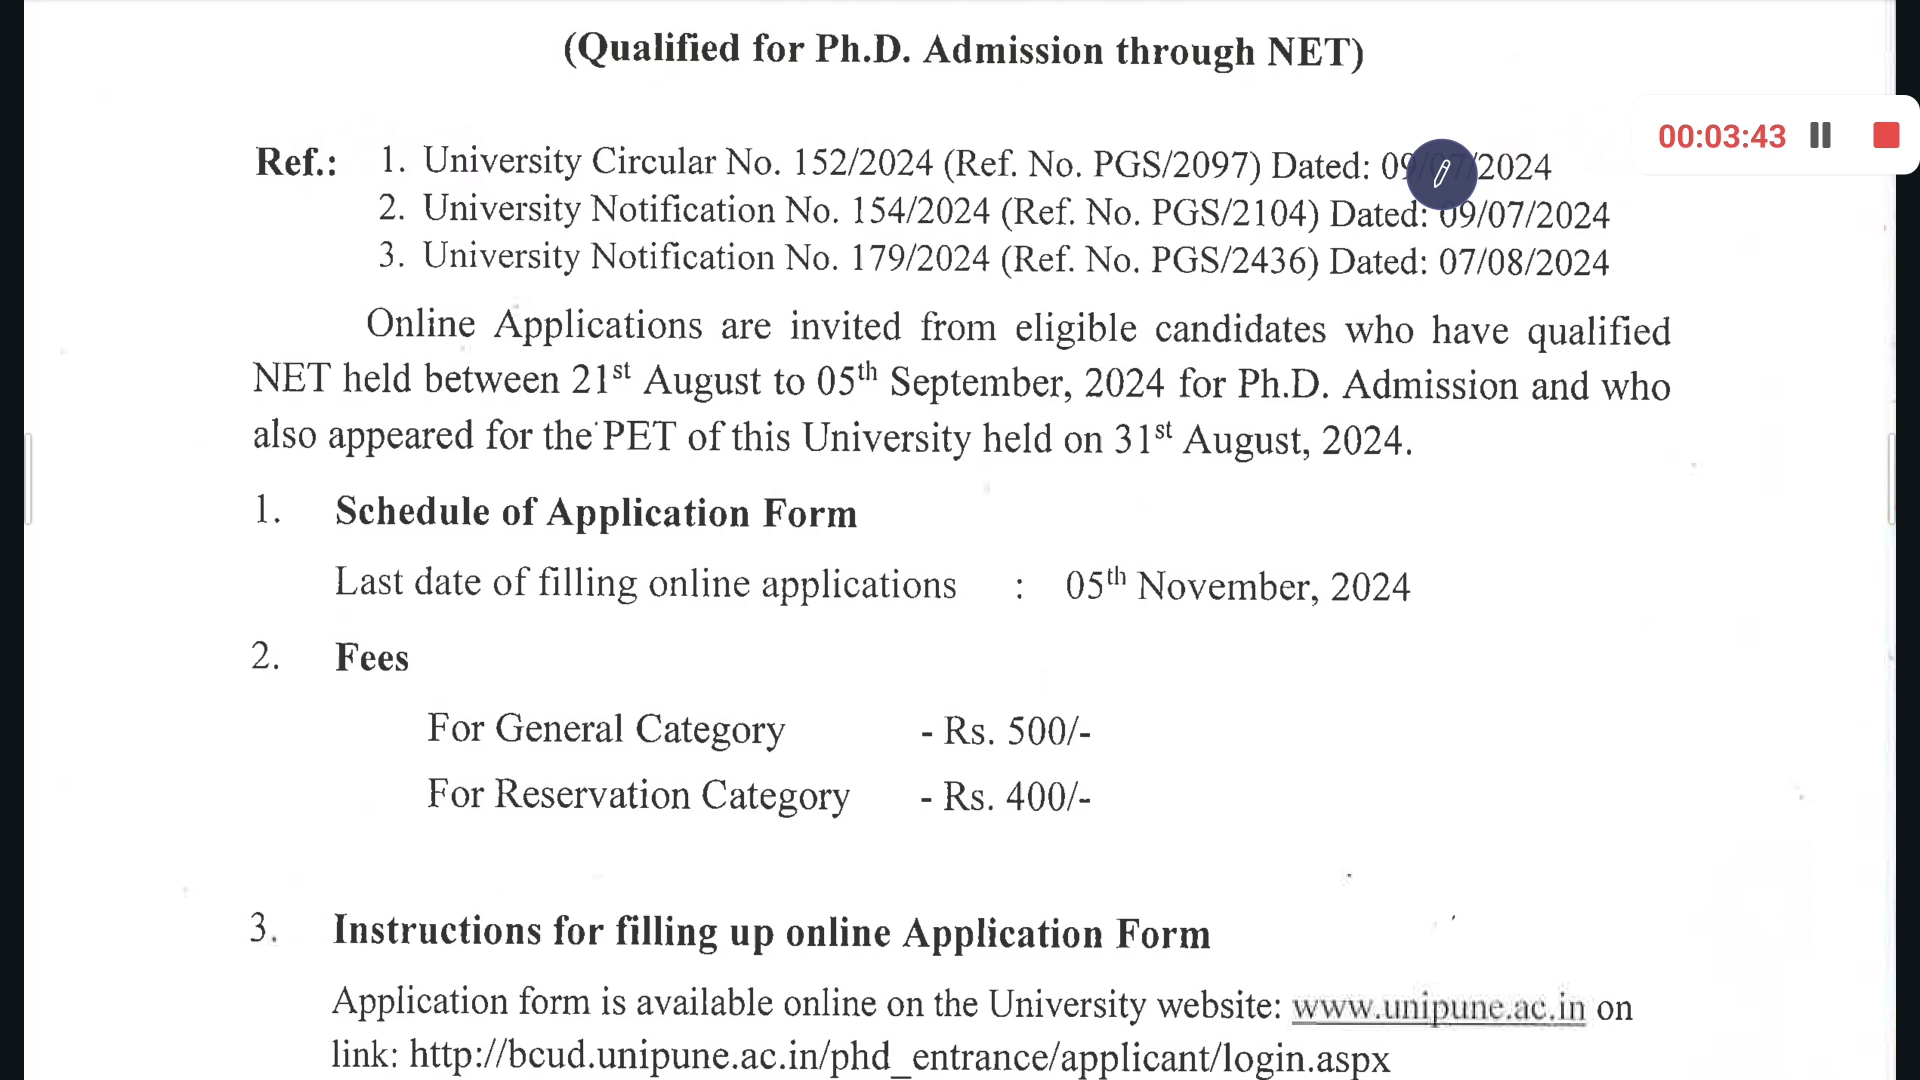 (Qualified for Ph.D. Admission through NET)
00:03:43
Ref.: 1. University Circular No. 152/2024 (Ref. No. PGS/2097) Dated: 09/07/2024
2. University Notification No. 154/2024 (Ref. No. PGS/2104) Dated: 09/07/2024
3. University Notification No. 179/2024 (Ref. No. PGS/2436) Dated: 07/08/2024
Online Applications are invited from eligible candidates who have qualified
NET held between 21st August to 05th September, 2024 for Ph.D. Admission and who
also appeared for the PET of this University held on 31st August, 2024.
1. Schedule of Application Form
Last date of filling online applications : 05th November, 2024
2. Fees
For General Category - Rs. 500/-
For Reservation Category - Rs. 400/-
3. Instructions for filling up online Application Form
Application form is available online on the University website: www.unipune.ac.in on
link: http://bcud.unipune.ac.in/phd_entrance/applicant/login.aspx